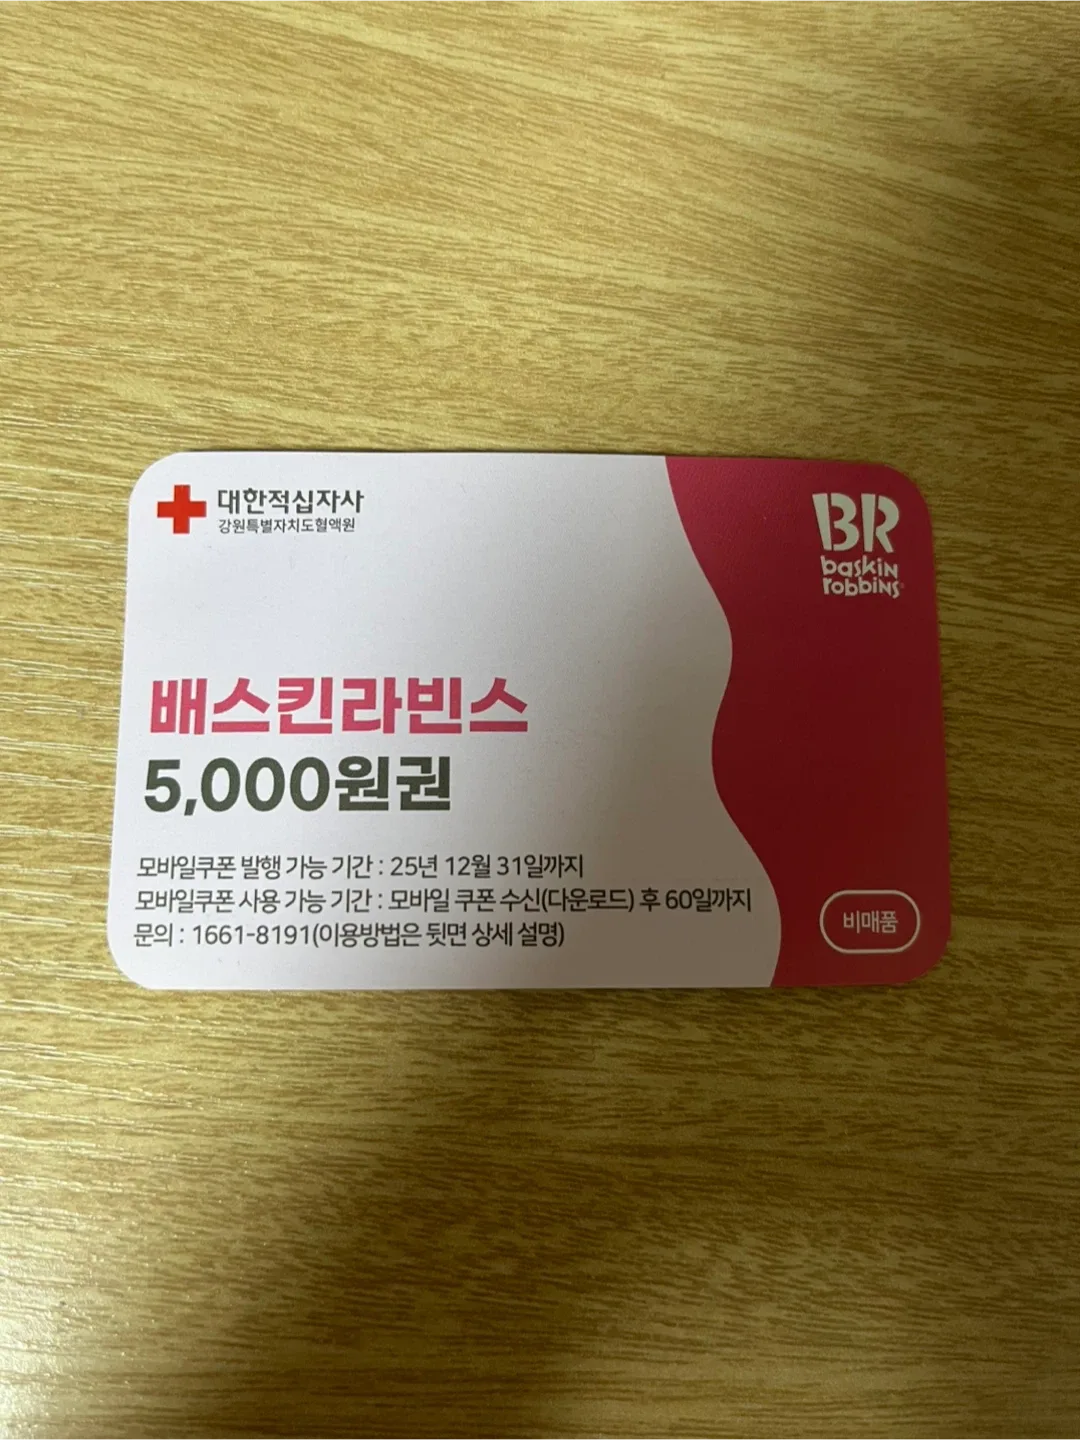 대한적십자사
강원특별자치도혈액원
BR
baskin
robbins
배스킨라빈스
5,000원권
모바일쿠폰 발행 가능 기간 : 25년 12월 31일까지
모바일쿠폰 사용 가능 기간 : 모바일 쿠폰 수신(다운로드) 후 60일까지
문의 : 1661-8191(이용방법은 뒷면 상세 설명)
비매품